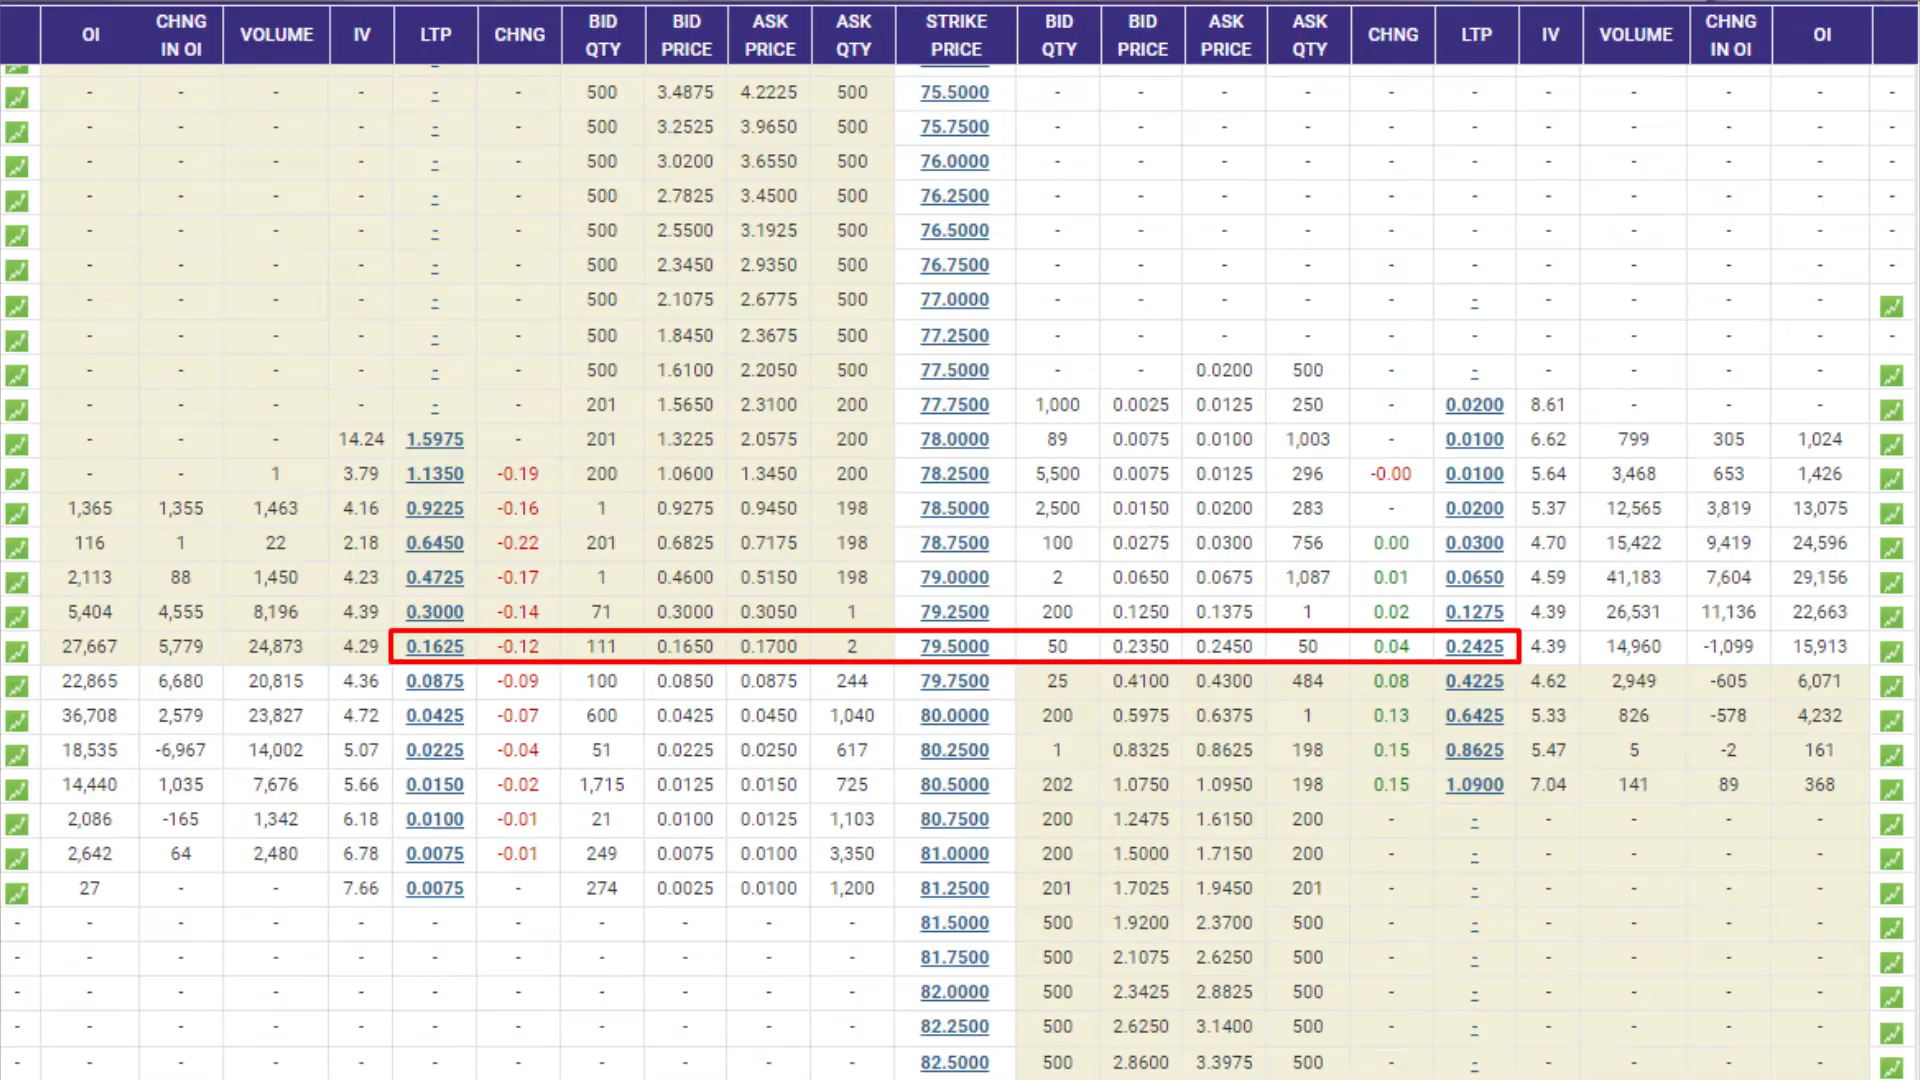 OI CHNG IN OI VOLUME IV LTP CHNG BID QTY BID PRICE ASK PRICE ASK QTY STRIKE PRICE BID QTY BID PRICE ASK PRICE ASK QTY CHNG LTP IV VOLUME CHNG IN OI OI
- - - - - - 500 3.4875 4.2225 500 75.5000 - - - - - - - - - - -
- - - - - - 500 3.2525 3.9650 500 75.7500 - - - - - - - - - - -
- - - - - - 500 3.0200 3.6550 500 76.0000 - - - - - - - - - - -
- - - - - - 500 2.7825 3.4500 500 76.2500 - - - - - - - - - - -
- - - - - - 500 2.5500 3.1925 500 76.5000 - - - - - - - - - - -
- - - - - - 500 2.3450 2.9350 500 76.7500 - - - - - - - - - - -
- - - - - - 500 2.1075 2.6775 500 77.0000 - - - - - - - - - -
- - - - - - 500 1.8450 2.3675 500 77.2500 - - - - - - - - - - -
- - - - - - 500 1.6100 2.2050 500 77.5000 - - 0.0200 500 - - - - - -
- - - - - - 201 1.5650 2.3100 200 77.7500 1,000 0.0025 0.0125 250 - 0.0200 8.61 - - -
- - - 14.24 1.5975 - 201 1.3225 2.0575 200 78.0000 89 0.0075 0.0100 1,003 - 0.0100 6.62 799 305 1,024
- - 1 3.79 1.1350 -0.19 200 1.0600 1.3450 200 78.2500 5,500 0.0075 0.0125 296 -0.00 0.0100 5.64 3,468 653 1,426
1,365 1,355 1,463 4.16 0.9225 -0.16 1 0.9275 0.9450 198 78.5000 2,500 0.0150 0.0200 283 - 0.0200 5.37 12,565 3,819 13,075
116 1 22 2.18 0.6450 -0.22 201 0.6825 0.7175 198 78.7500 100 0.0275 0.0300 756 0.00 0.0300 4.70 15,422 9,419 24,596
2,113 88 1,450 4.23 0.4725 -0.17 1 0.4600 0.5150 198 79.0000 2 0.0650 0.0675 1,087 0.01 0.0650 4.59 41,183 7,604 29,156
5,404 4,555 8,196 4.39 0.3000 -0.14 71 0.3000 0.3050 1 79.2500 200 0.1250 0.1375 1 0.02 0.1275 4.39 26,531 11,136 22,663
27,667 5,779 24,873 4.29 0.1625 -0.12 111 0.1650 0.1700 2 79.5000 50 0.2350 0.2450 50 0.04 0.2425 4.39 14,960 -1,099 15,913
22,865 6,680 20,815 4.36 0.0875 -0.09 100 0.0850 0.0875 244 79.7500 25 0.4100 0.4300 484 0.08 0.4225 4.62 2,949 -605 6,071
36,708 2,579 23,827 4.72 0.0425 -0.07 600 0.0425 0.0450 1,040 80.0000 200 0.5975 0.6375 1 0.13 0.6425 5.33 826 -578 4,232
18,535 -6,967 14,002 5.07 0.0225 -0.04 51 0.0225 0.0250 617 80.2500 1 0.8325 0.8625 198 0.15 0.8625 5.47 5 -2 161
14,440 1,035 7,676 5.66 0.0150 -0.02 1,715 0.0125 0.0150 725 80.5000 202 1.0750 1.0950 198 0.15 1.0900 7.04 141 89 368
2,086 -165 1,342 6.18 0.0100 -0.01 21 0.0100 0.0125 1,103 80.7500 200 1.2475 1.6150 200 - - - - - -
2,642 64 2,480 6.78 0.0075 -0.01 249 0.0075 0.0100 3,350 81.0000 200 1.5000 1.7150 200 - - - - - -
27 - - 7.66 0.0075 - 274 0.0025 0.0100 1,200 81.2500 201 1.7025 1.9450 201 - - - - - -
- - - - - - - - - - - 81.5000 500 1.9200 2.3700 500 - - - - - -
- - - - - - - - - - - 81.7500 500 2.1075 2.6250 500 - - - - - -
- - - - - - - - - - - 82.0000 500 2.3425 2.8825 500 - - - - - -
- - - - - - - - - - - 82.2500 500 2.6250 3.1400 500 - - - - - -
- - - - - - - - - - - 82.5000 500 2.8600 3.3975 500 - - - - - -